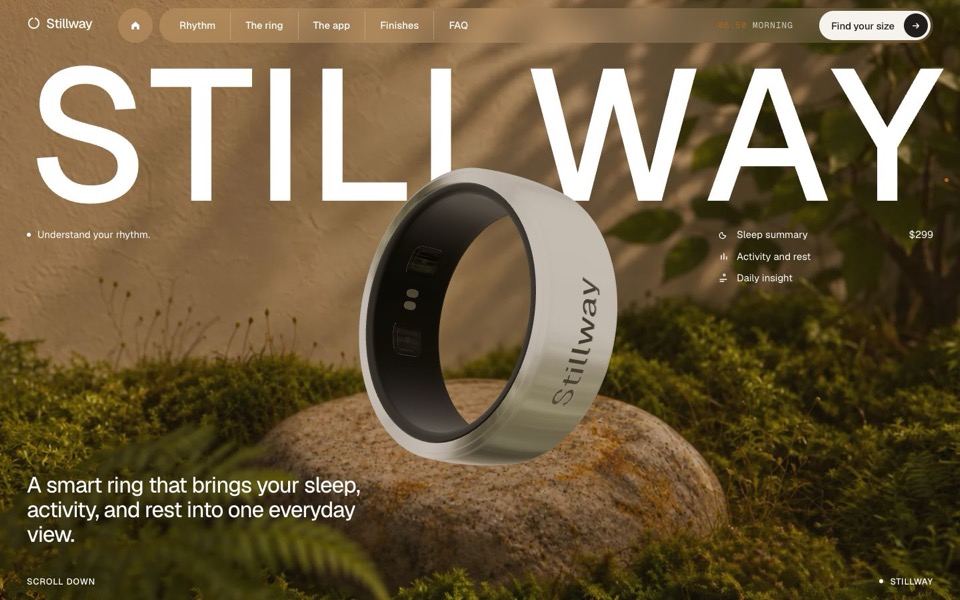 Stillway
Rhythm
The ring
The app
Finishes
FAQ
MORNING
Find your size
STILLWAY
Understand your rhythm.
Sleep summary
$299
Activity and rest
Daily insight
Stillway
A smart ring that brings your sleep,
activity, and rest into one everyday
view.
SCROLL DOWN
STILLWAY